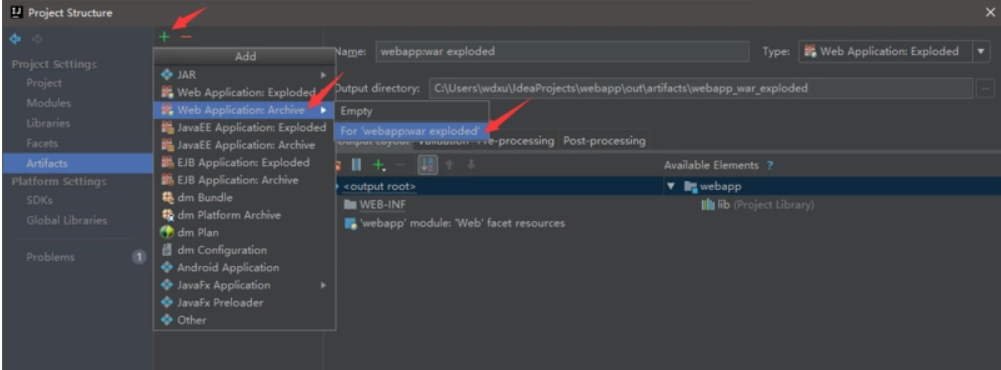 Project Structure
Project Settings
Project
Modules
Libraries
Facets
Artifacts
Platform Settings
SDKs
Global Libraries
Problems 1
Add
JAR
Web Application: Exploded
Web Application: Archive
JavaEE Application: Exploded
JavaEE Application: Archive
EJB Application: Exploded
EJB Application: Archive
dm Bundle
dm Platform Archive
dm Plan
dm Configuration
Android Application
JavaFx Application
JavaFx Preloader
Other
Empty
For 'webapp:war exploded'
Name: webapp:war exploded Type: Web Application: Exploded
Output directory: C:\Users\wdxu\IdeaProjects\webapp\out\artifacts\webapp_war_exploded
Output Layout Validation Pre-processing Post-processing
Available Elements ?
<output root>
WEB-INF
'webapp' module: 'Web' facet resources
webapp
lib (Project Library)